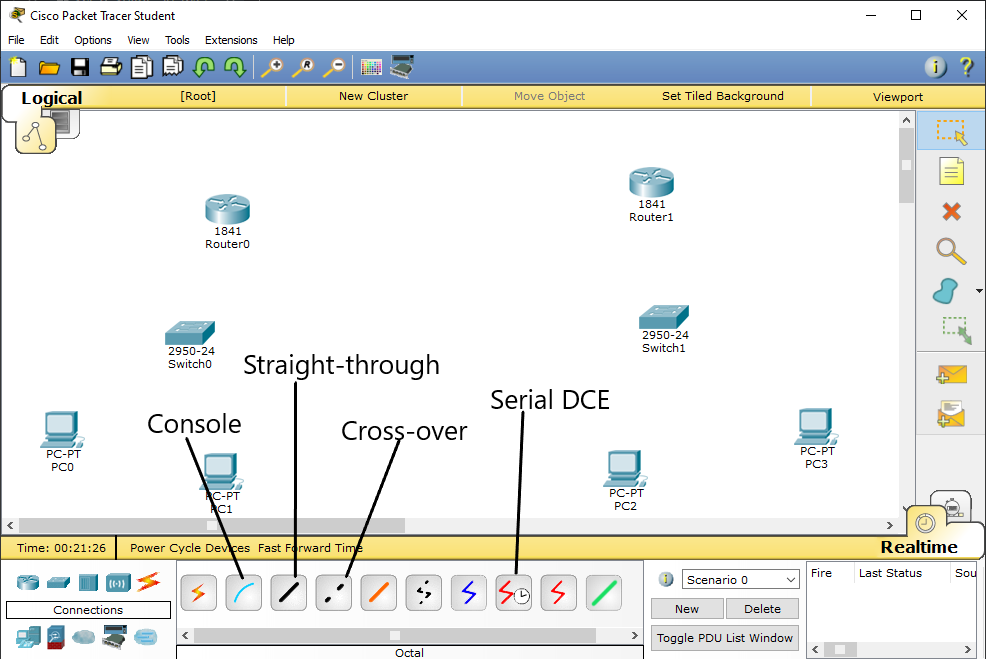 Cisco Packet Tracer Student
File Edit Options View Tools Extensions Help
Logical [Root] New Cluster Move Object Set Tiled Background Viewport
1841
Router0
1841
Router1
2950-24
Switch0
2950-24
Switch1
Straight-through
Console
Cross-over
Serial DCE
PC-PT
PC0
PC-PT
PC1
PC-PT
PC2
PC-PT
PC3
Time: 00:21:26 Power Cycle Devices Fast Forward Time
Realtime
Connections
Octal
Scenario 0
New Delete
Toggle PDU List Window
Fire Last Status Sou